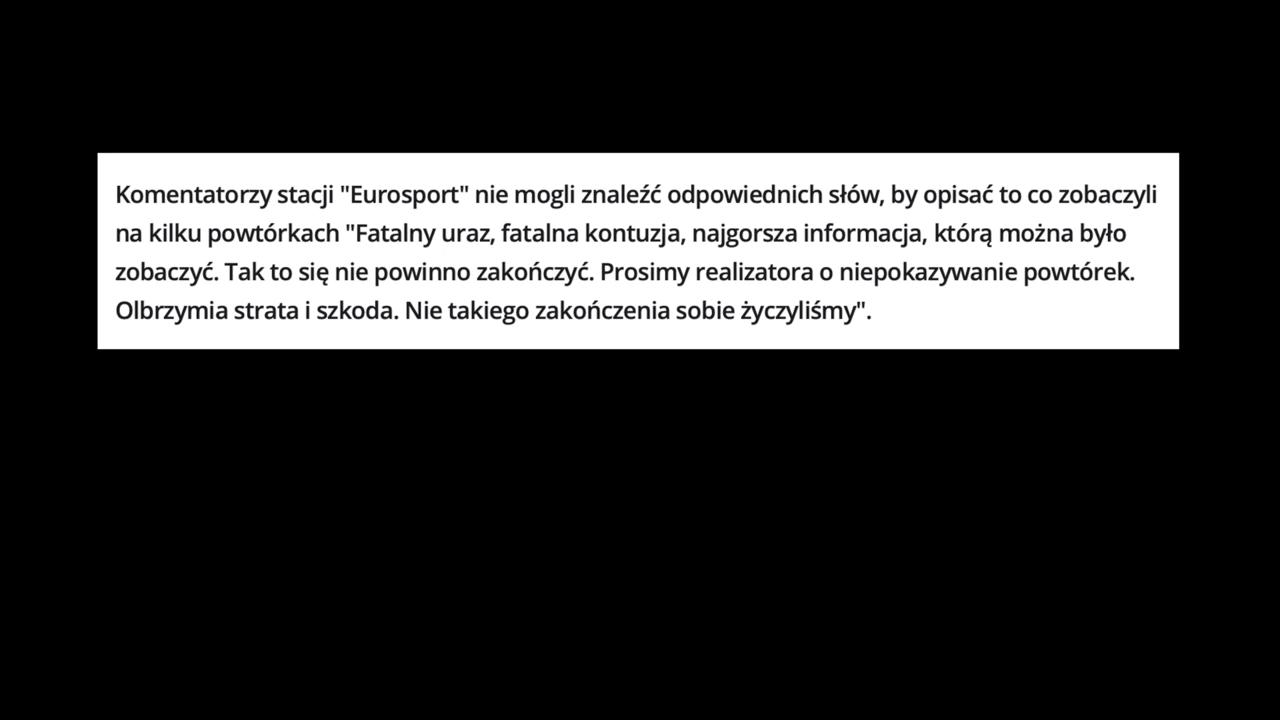 Komentatorzy stacji "Eurosport" nie mogli znaleźć odpowiednich słów, by opisać to co zobaczyli
na kilku powtórkach "Fatalny uraz, fatalna kontuzja, najgorsza informacja, którą można było
zobaczyć. Tak to się nie powinno zakończyć. Prosimy realizatora o niepokazywanie powtórek.
Olbrzymia strata i szkoda. Nie takiego zakończenia sobie życzyliśmy".